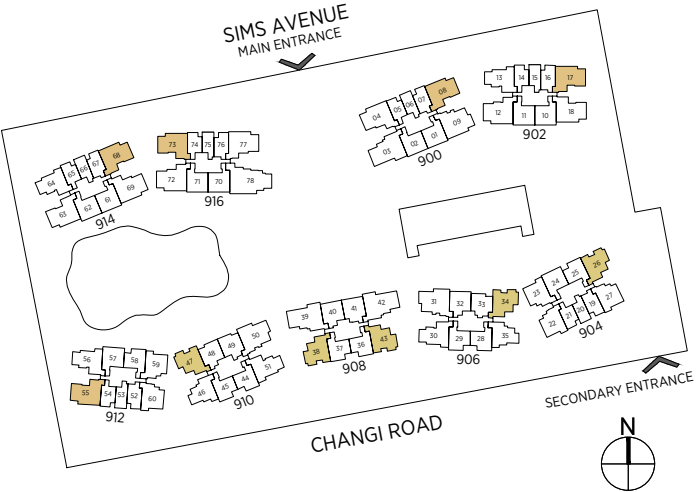 SIMS AVENUE
MAIN ENTRANCE
04 05 06 07 08
03 02 01 09
900
13 14 15 16 17
12 11 10 18
902
64 65 66 67 68
63 62 61 69
914
73 74 75 76 77
72 71 70 78
916
23 24 25 26
22 21 20 19 27
904
31 32 33 34
30 29 28 35
906
39 40 41 42
38 37 36 43
908
47 48 49 50
46 45 44 51
910
56 57 58 59
55 54 53 52 60
912
SECONDARY ENTRANCE
CHANGI ROAD
N